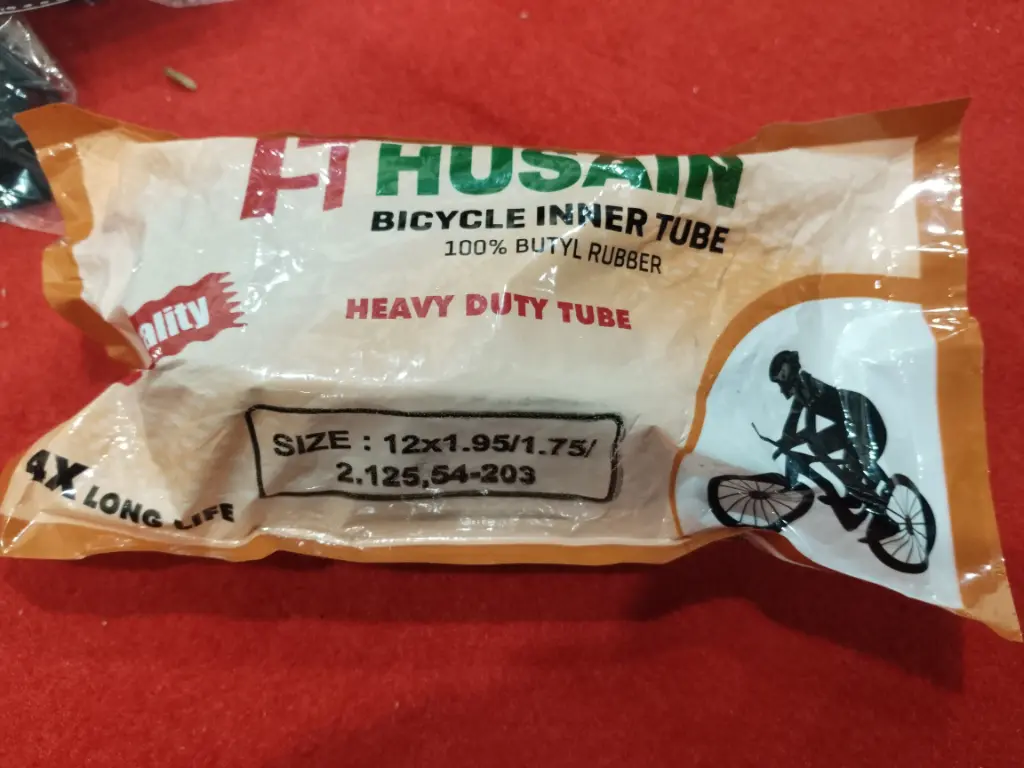 H HUSAIN
BICYCLE INNER TUBE
100% BUTYL RUBBER
HEAVY DUTY TUBE
ality
SIZE : 12x1.95/1.75/
2.125,54-203
4X LONG LIFE